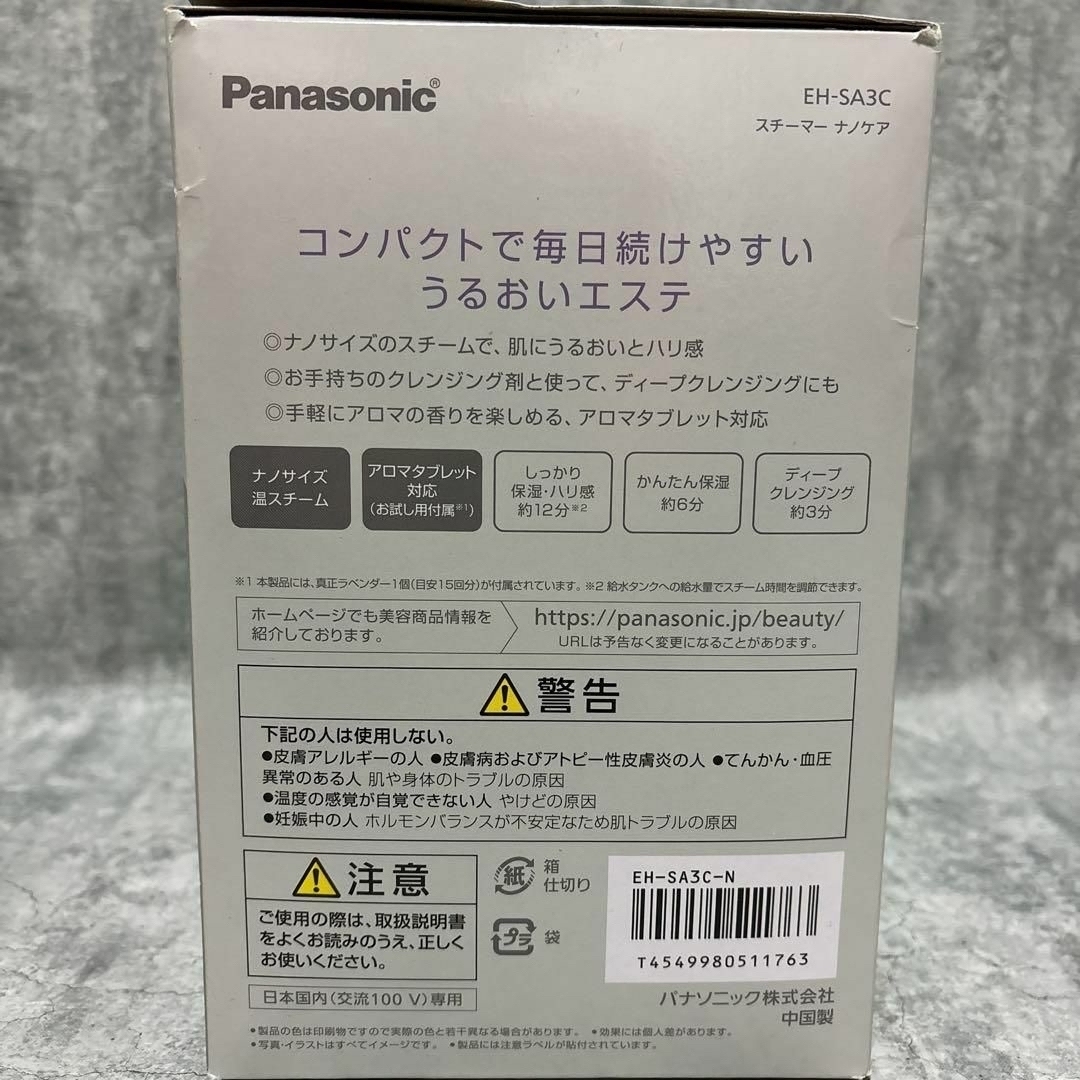 Panasonic®
EH-SA3C
スチーマー ナノケア
コンパクトで毎日続けやすい
うるおいエステ
◎ナノサイズのスチームで、肌にうるおいとハリ感
◎お手持ちのクレンジング剤と使って、ディープクレンジングにも
◎手軽にアロマの香りを楽しめる、アロマタブレット対応
ナノサイズ
温スチーム
アロマタブレット
対応
(お試し用付属※1)
しっかり
保湿・ハリ感
約12分※2
かんたん保湿
約6分
ディープ
クレンジング
約3分
※1 本製品には、真正ラベンダー1個(目安15回分)が付属されています。※2 給水タンクへの給水量でスチーム時間を調節できます。
ホームページでも美容商品情報を
紹介しております。
https://panasonic.jp/beauty/
URLは予告なく変更になることがあります。
警告
下記の人は使用しない。
●皮膚アレルギーの人 ●皮膚病およびアトピー性皮膚炎の人 ●てんかん・血圧
異常のある人 肌や身体のトラブルの原因
●温度の感覚が自覚できない人 やけどの原因
●妊娠中の人 ホルモンバランスが不安定なため肌トラブルの原因
注意
ご使用の際は、取扱説明書
をよくお読みのうえ、正しく
お使いください。
日本国内(交流100 V)専用
紙
箱
仕切り
プラ
袋
EH-SA3C-N
T4549980511763
パナソニック株式会社
中国製
●製品の色は印刷物ですので実際の色と若干異なる場合があります。 ●効果には個人差があります。
●写真・イラストはすべてイメージです。 ●製品には注意ラベルが貼付されています。